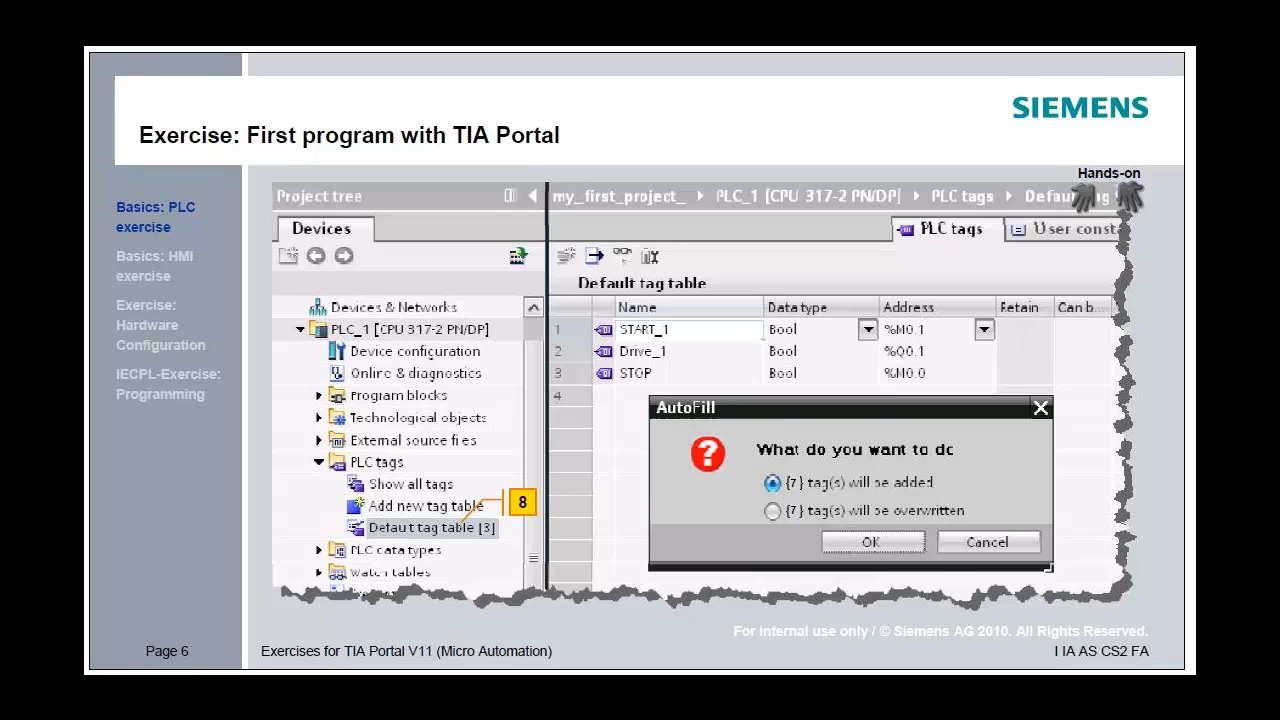 SIEMENS
Exercise: First program with TIA Portal
Hands-on
Basics: PLC
exercise
Basics: HMI
exercise
Exercise:
Hardware
Configuration
IECPL-Exercise:
Programming
Project tree
Devices
Devices & Networks
PLC_1 [CPU 317-2 PN/DP]
Device configuration
Online & diagnostics
Program blocks
Technological objects
External source files
PLC tags
Show all tags
Add new tag table
8
Default tag table [3]
PLC data types
Watch tables
my_first_project_ PLC_1 [CPU 317-2 PN/DP] PLC tags
PLC tags User const
Default tag table
Name Data type Address Retain Can b...
1 START_1 Bool %M0.1
2 Drive_1 Bool %Q0.1
3 STOP Bool %M0.0
4
AutoFill
What do you want to do
{7} tag(s) will be added
{7} tag(s) will be overwritten
OK Cancel
For internal use only / © Siemens AG 2010. All Rights Reserved.
Page 6 Exercises for TIA Portal V11 (Micro Automation) I IA AS CS2 FA